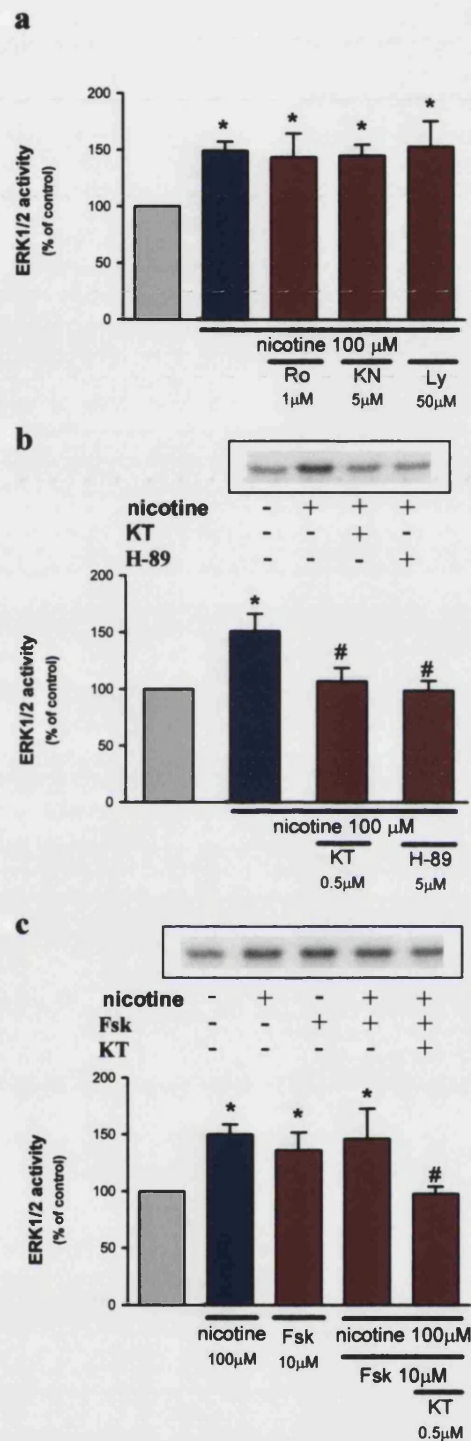 a
ERK1/2 activity
(% of control)
200
150
100
50
0
*
*
*
*
nicotine 100 µM
Ro
KN
Ly
1µM
5µM
50µM
b
nicotine - + + +
KT - - + -
H-89 - - - +
ERK1/2 activity
(% of control)
200
150
100
50
0
*
#
#
nicotine 100 µM
KT
H-89
0.5µM
5µM
c
nicotine - + - + +
Fsk - - + + +
KT - - - - +
ERK1/2 activity
(% of control)
200
150
100
50
0
*
*
*
#
nicotine
Fsk
nicotine 100µM
100µM
10µM
Fsk 10µM
KT
0.5µM